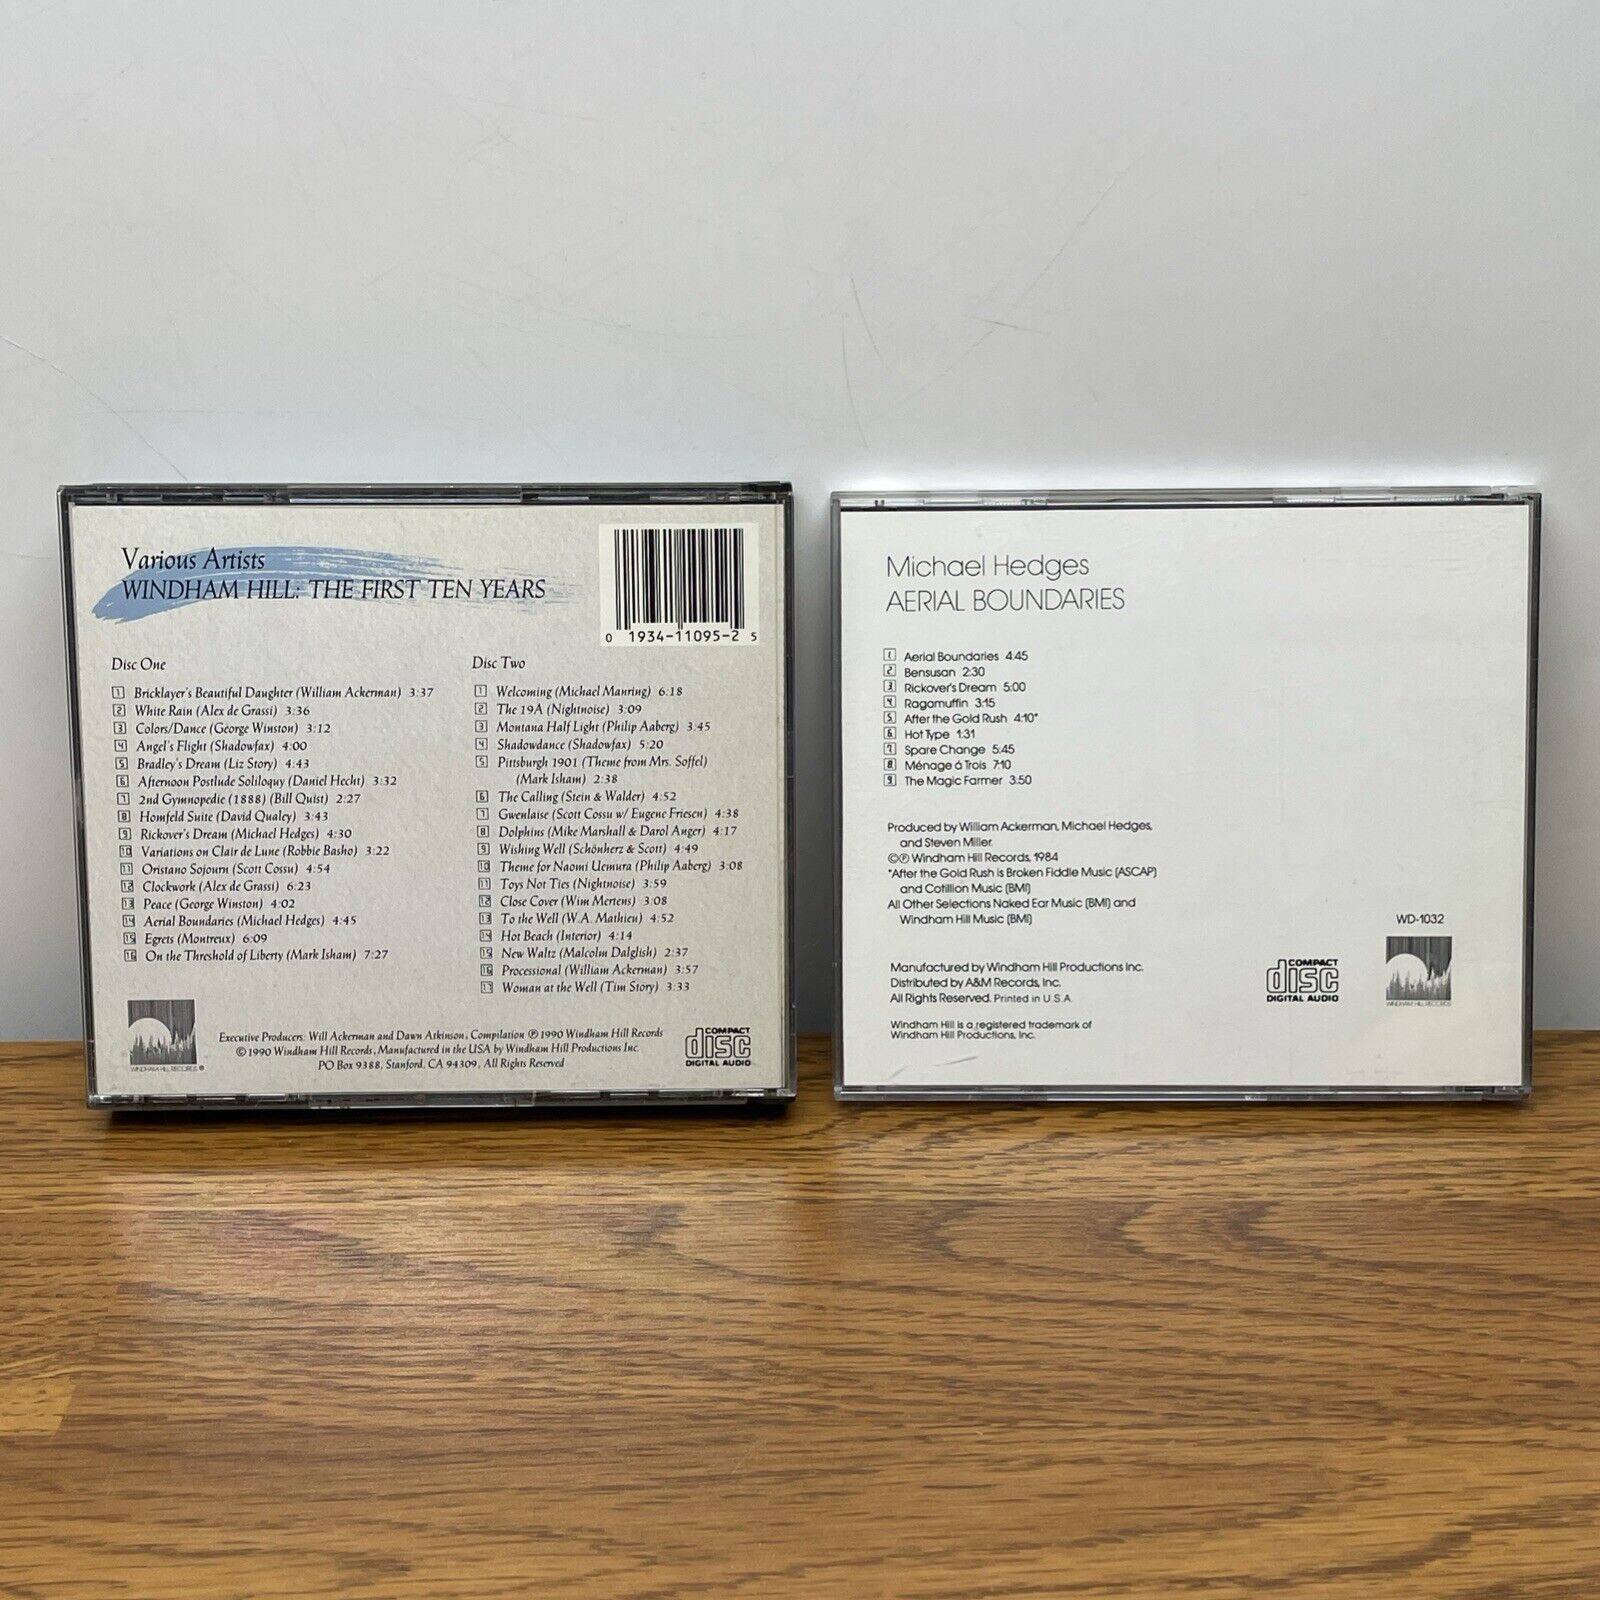 Various Artists
WINDHAM HILL: THE FIRST TEN YEARS
0 1934-11095-2 5
Disc One
1 Bricklayer's Beautiful Daughter (William Ackerman) 3:37
2 White Rain (Alex de Grassi) 3:36
3 Colors/Dance (George Winston) 3:12
4 Angel's Flight (Shadowfax) 4:00
5 Bradley's Dream (Liz Story) 4:43
6 Afternoon Postlude Soliloquy (Daniel Hecht) 3:32
7 2nd Gymnopedie (1888) (Bill Quist) 2:27
8 Homfeld Suite (David Qualey) 3:43
9 Rickover's Dream (Michael Hedges) 4:30
10 Variations on Clair de Lune (Robbie Basho) 3:22
11 Oristano Sojourn (Scott Cossu) 4:54
12 Clockwork (Alex de Grassi) 6:23
13 Peace (George Winston) 4:02
14 Aerial Boundaries (Michael Hedges) 4:45
15 Egrets (Montreux) 6:09
16 On the Threshold of Liberty (Mark Isham) 7:27
Disc Two
1 Welcoming (Michael Manring) 6:18
2 The 19A (Nightnoise) 3:09
3 Montana Half Light (Philip Aaberg) 3:45
4 Shadowdance (Shadowfax) 5:20
5 Pittsburgh 1901 (Theme from Mrs. Soffel)
(Mark Isham) 2:38
6 The Calling (Stein & Walder) 4:52
7 Gwenlaise (Scott Cossu w/ Eugene Friesen) 4:38
8 Dolphins (Mike Marshall & Darol Anger) 4:17
9 Wishing Well (Schönherz & Scott) 4:49
10 Theme for Naomi Uemura (Philip Aaberg) 3:08
11 Toys Not Ties (Nightnoise) 3:59
12 Close Cover (Wim Mertens) 3:08
13 To the Well (W.A. Mathieu) 4:52
14 Hot Beach (Interior) 4:14
15 New Waltz (Malcolm Dalglish) 2:37
16 Processional (William Ackerman) 3:57
17 Woman at the Well (Tim Story) 3:33
WINDHAM HILL RECORDS ®
Executive Producers: Will Ackerman and Dawn Atkinson, Compilation ℗ 1990 Windham Hill Records
© 1990 Windham Hill Records, Manufactured in the USA by Windham Hill Productions Inc.
PO Box 9388, Stanford, CA 94309, All Rights Reserved
COMPACT
disc
DIGITAL AUDIO
Michael Hedges
AERIAL BOUNDARIES
1 Aerial Boundaries 4:45
2 Bensusan 2:30
3 Rickover's Dream 5:00
4 Ragamuffin 3:15
5 After the Gold Rush 4:10*
6 Hot Type 1:31
7 Spare Change 5:45
8 Ménage á Trois 7:10
9 The Magic Farmer 3:50
Produced by William Ackerman, Michael Hedges,
and Steven Miller.
©℗ Windham Hill Records, 1984
*After the Gold Rush is Broken Fiddle Music (ASCAP)
and Cotillion Music (BMI)
All Other Selections Naked Ear Music (BMI) and
Windham Hill Music (BMI)
Manufactured by Windham Hill Productions Inc.
Distributed by A&M Records, Inc.
All Rights Reserved. Printed in U.S.A.
Windham Hill is a registered trademark of
Windham Hill Productions, Inc.
COMPACT
disc
DIGITAL AUDIO
WD-1032
WINDHAM HILL RECORDS